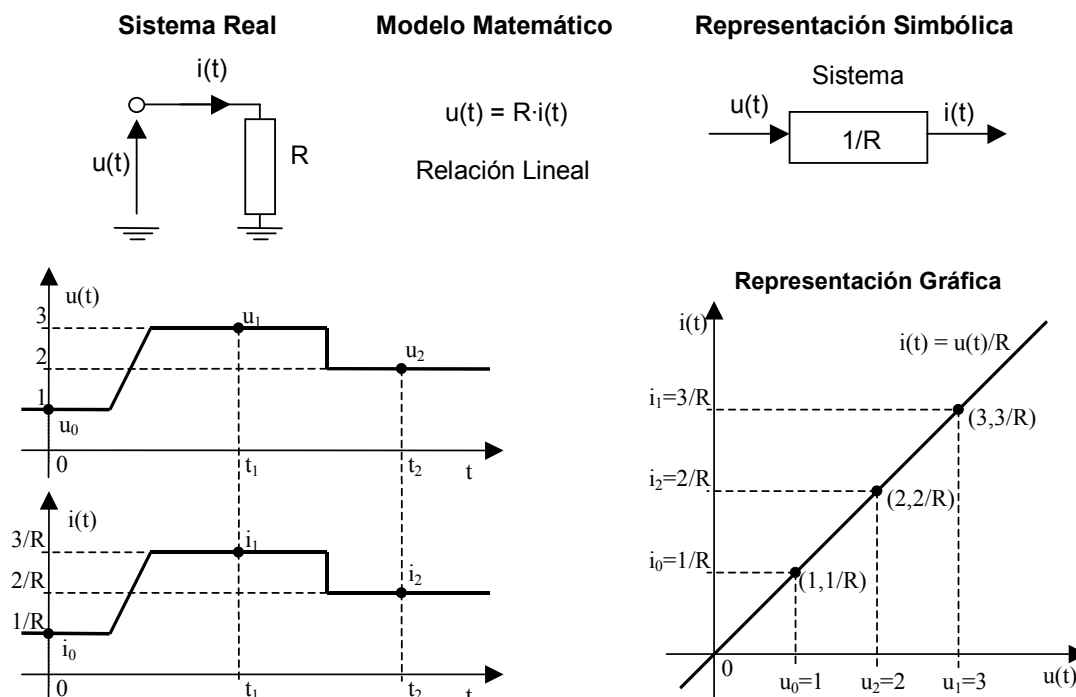 Sistema Real
Modelo Matemático
Representación Simbólica
i(t)
u(t)
R
u(t) = R·i(t)
Relación Lineal
Sistema
u(t)
1/R
i(t)
u(t)
3
2
1
u₁
u₂
u₀
0
t₁
t₂
t
i(t)
3/R
2/R
1/R
i₁
i₂
i₀
0
t₁
t₂
t
Representación Gráfica
i(t)
i(t) = u(t)/R
i₁=3/R
(3,3/R)
i₂=2/R
(2,2/R)
i₀=1/R
(1,1/R)
0
u₀=1
u₂=2
u₁=3
u(t)